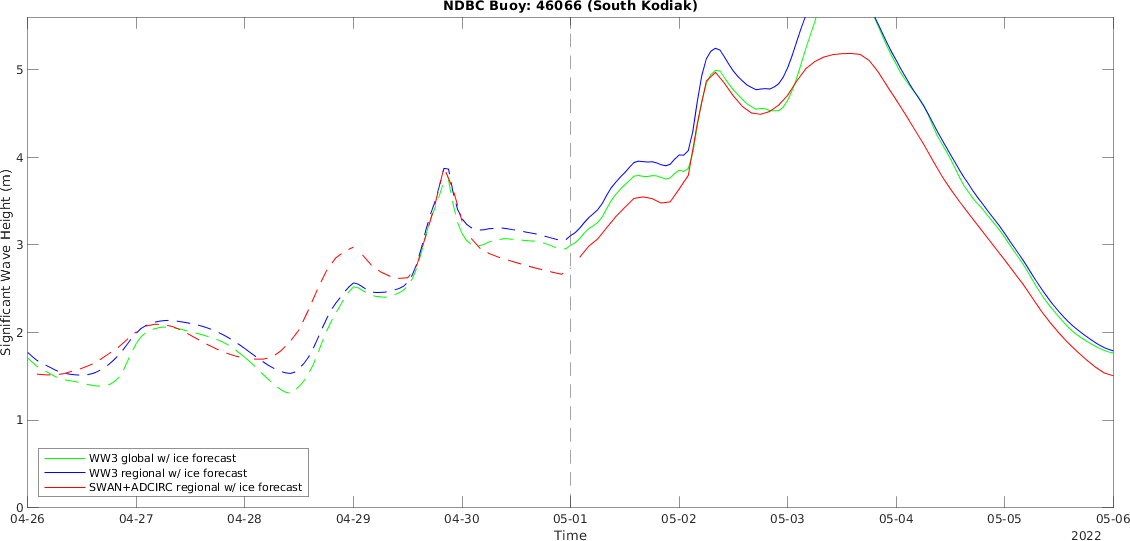 NDBC Buoy: 46066 (South Kodiak)
Significant Wave Height (m)
5
4
3
2
1
0
WW3 global w/ ice forecast
WW3 regional w/ ice forecast
SWAN+ADCIRC regional w/ ice forecast
04-26 04-27 04-28 04-29 04-30 05-01 05-02 05-03 05-04 05-05 05-06
Time
2022